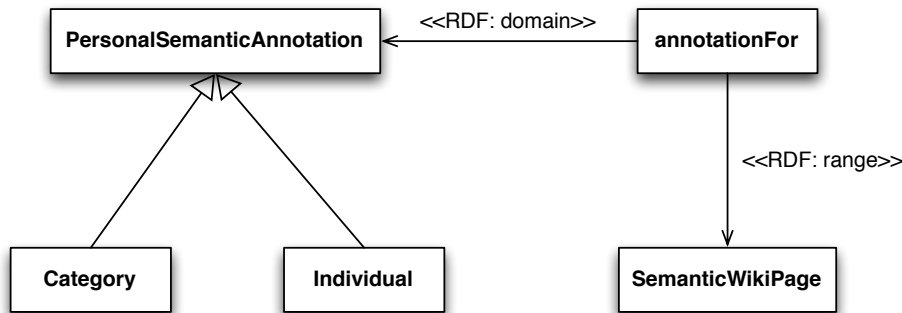 <<RDF: domain>>
PersonalSemanticAnnotation
annotationFor
<<RDF: range>>
Category
Individual
SemanticWikiPage